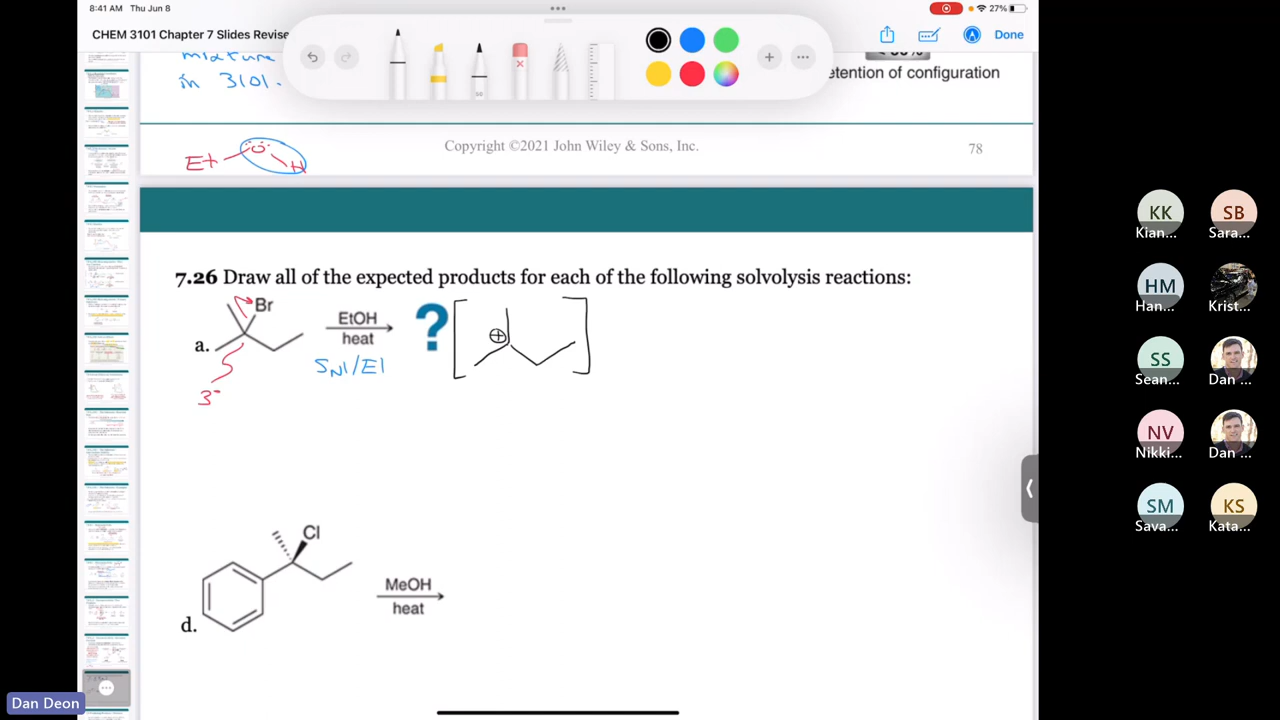 8:41 AM Thu Jun 8
27%
CHEM 3101 Chapter 7 Slides Revise
Done
in 3101.
etention of configuration
Et O H
Copyright ©2021 John Wiley & Sons, Inc.
78
7.26 Draw all of the expected products for each of the following solvolysis reactions:
a.
Br
EtOH
heat
?
SN1/E1
3°
Cl
d.
MeOH
heat
KK
Kian...
SB
Sara...
HM
Han...
Krist...
SS
Sean...
Dan ...
NV
Nikki...
Dan ...
SM
Sava...
KS
Kata...
Dan Deon